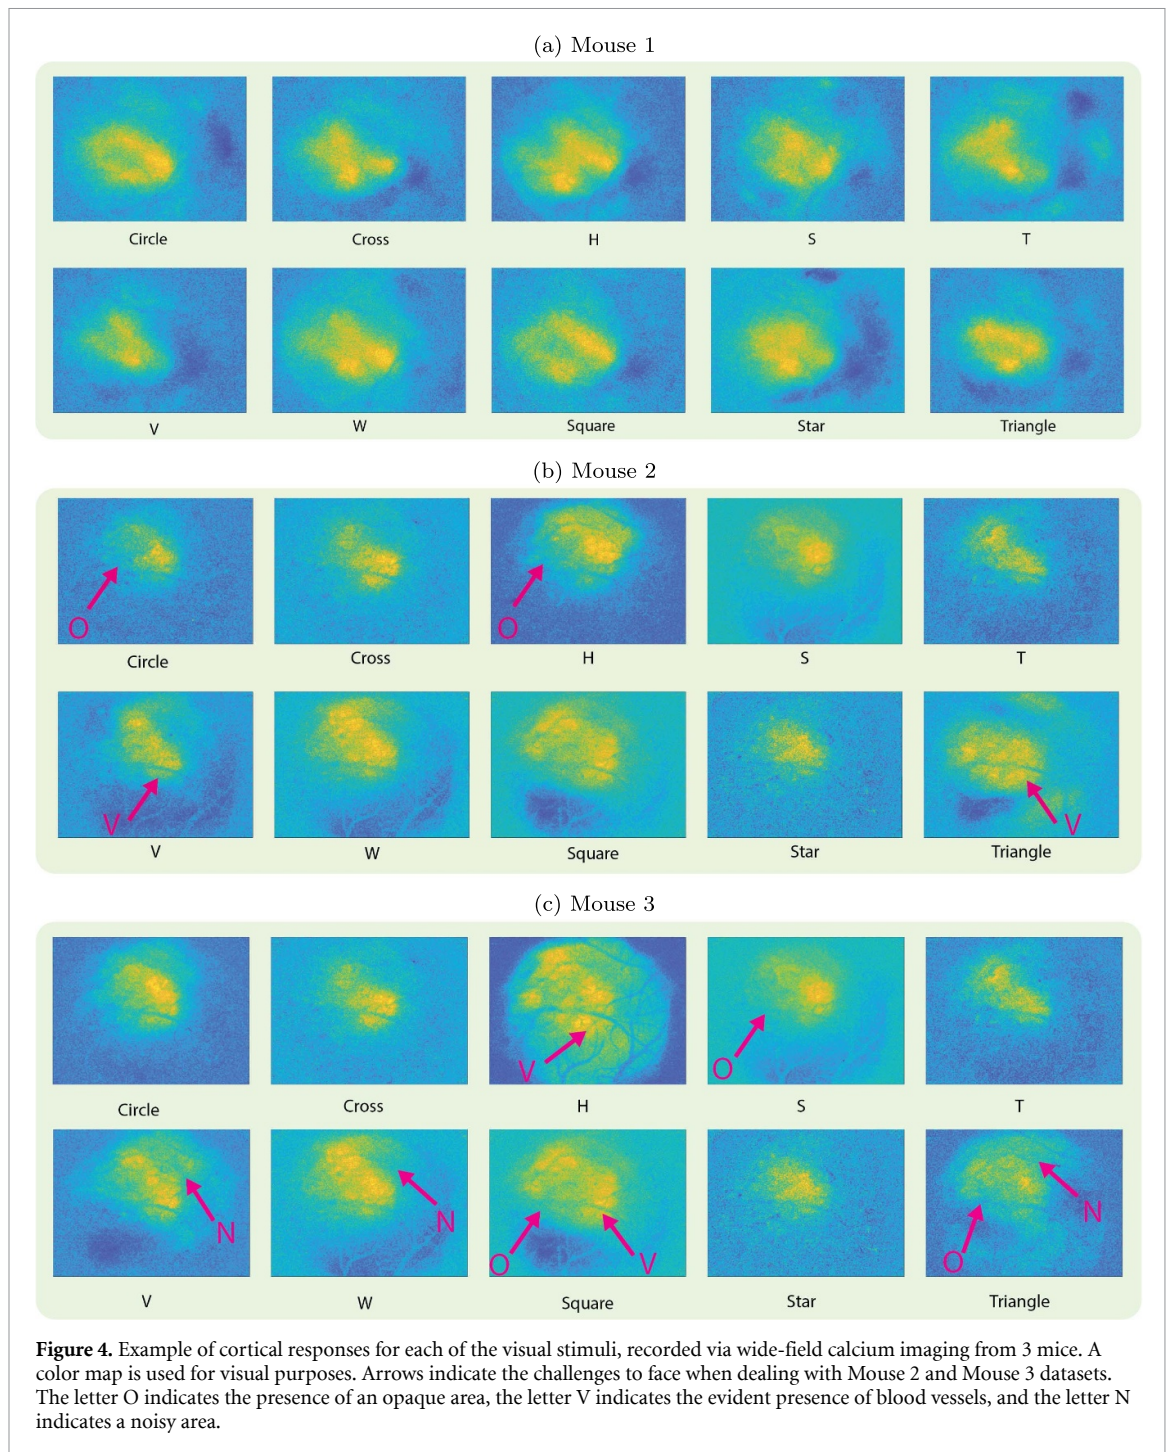 (a) Mouse 1
Circle Cross H S T
V W Square Star Triangle
(b) Mouse 2
O O
Circle Cross H S T
V V
V W Square Star Triangle
(c) Mouse 3
V O
Circle Cross H S T
N N O V O N
V W Square Star Triangle
Figure 4. Example of cortical responses for each of the visual stimuli, recorded via wide-field calcium imaging from 3 mice. A
color map is used for visual purposes. Arrows indicate the challenges to face when dealing with Mouse 2 and Mouse 3 datasets.
The letter O indicates the presence of an opaque area, the letter V indicates the evident presence of blood vessels, and the letter N
indicates a noisy area.